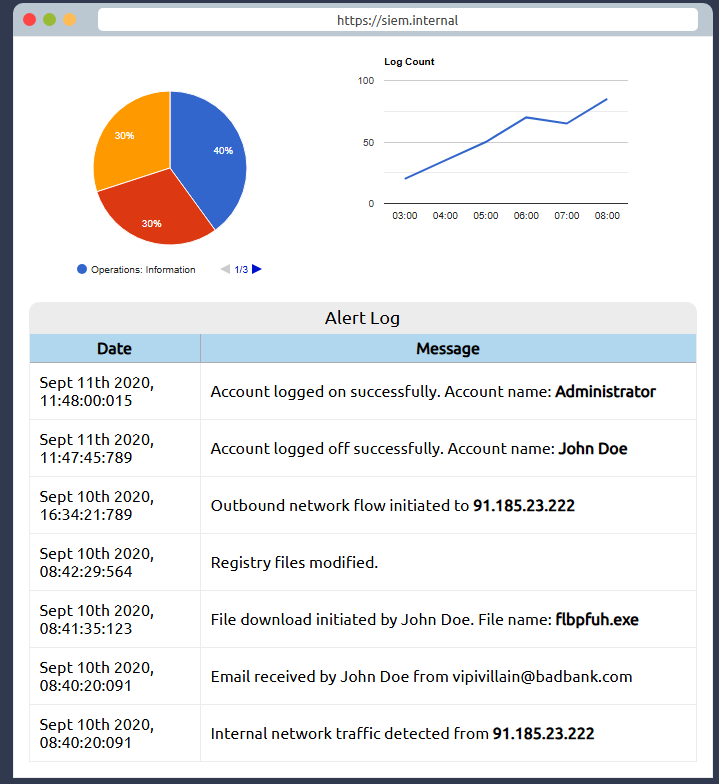 https://siem.internal
Log Count
100
50
0
03:00 04:00 05:00 06:00 07:00 08:00
30%
40%
30%
Operations: Information 1/3
Alert Log
Date Message
Sept 11th 2020,
11:48:00:015
Account logged on successfully. Account name: Administrator
Sept 11th 2020,
11:47:45:789
Account logged off successfully. Account name: John Doe
Sept 10th 2020,
16:34:21:789
Outbound network flow initiated to 91.185.23.222
Sept 10th 2020,
08:42:29:564
Registry files modified.
Sept 10th 2020,
08:41:35:123
File download initiated by John Doe. File name: flbpfuh.exe
Sept 10th 2020,
08:40:20:091
Email received by John Doe from vipivillain@badbank.com
Sept 10th 2020,
08:40:20:091
Internal network traffic detected from 91.185.23.222